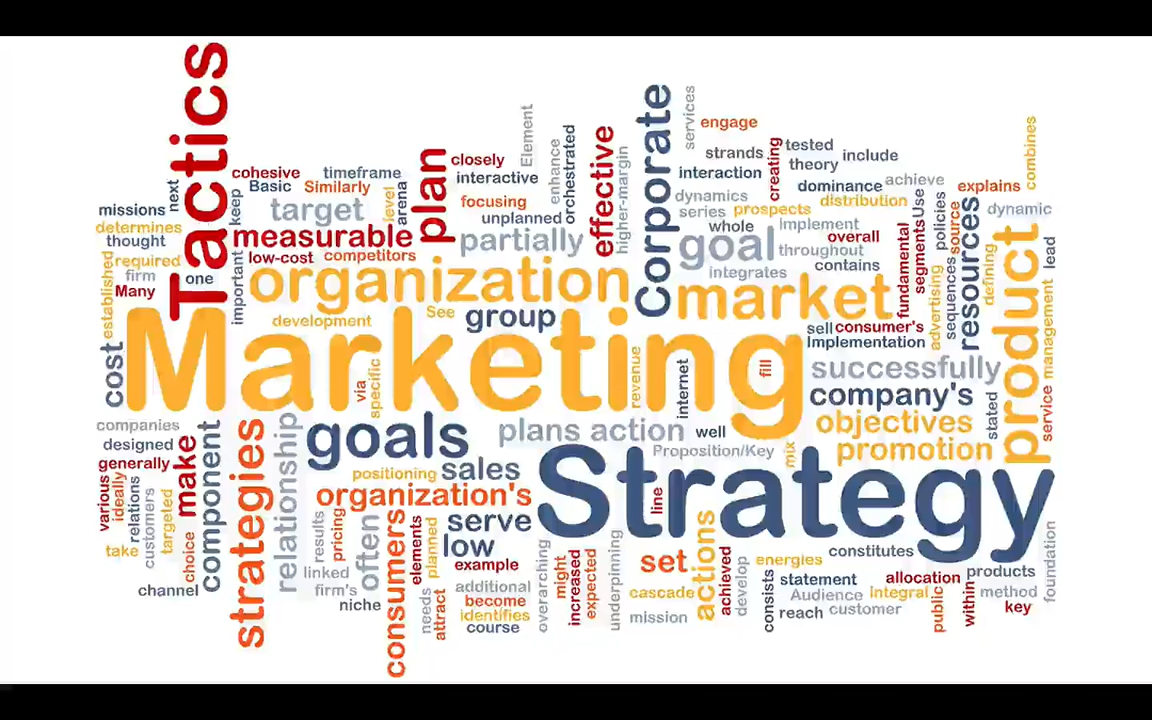 Tactics
Corporate
services
engage
Element
combines
closely
plan
interactive
enhance
orchestrated
effective
higher-margin
strands
creating
tested
theory
include
interaction
cohesive
timeframe
Basic
Similarly
level
arena
focusing
unplanned
dynamics
series
prospects
dominance
achieve
distribution
explains
dynamic
missions
next
keep
target
determines
thought
measurable
partially
whole
implement
goal
overall
throughout
integrates
contains
Use
segments
policies
source
resources
defining
product
lead
required
firm
one
Many
established
important
low-cost
competitors
organization
market
fundamental
advertising
sequences
management
development
See
group
sell
consumer's
Implementation
Marketing
cost
via
specific
revenue
internet
fill
successfully
company's
stated
service
companies
designed
generally
make
component
strategies
relationship
goals
plans action
well
Proposition/Key
mix
objectives
promotion
positioning
sales
organization's
Strategy
various
ideally
relations
customers
targeted
take
choice
channel
results
pricing
often
linked
firm's
niche
consumers
elements
planned
serve
low
example
additional
become
identifies
course
needs
attract
overarching
might
increased
expected
underpinning
line
set
cascade
mission
actions
achieved
develop
energies
constitutes
consists
statement
Audience
reach
customer
allocation
Integral
public
within
products
method
key
foundation